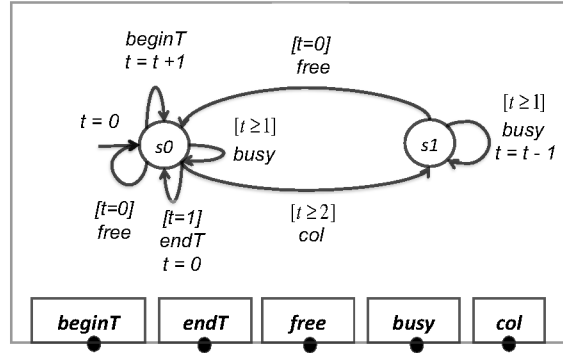 beginT
t = t +1
[t=0]
free
t = 0
s0
[t ≥ 1]
busy
s1
[t ≥ 1]
busy
t = t - 1
[t=0]
free
[t=1]
endT
t = 0
[t ≥ 2]
col
beginT
endT
free
busy
col